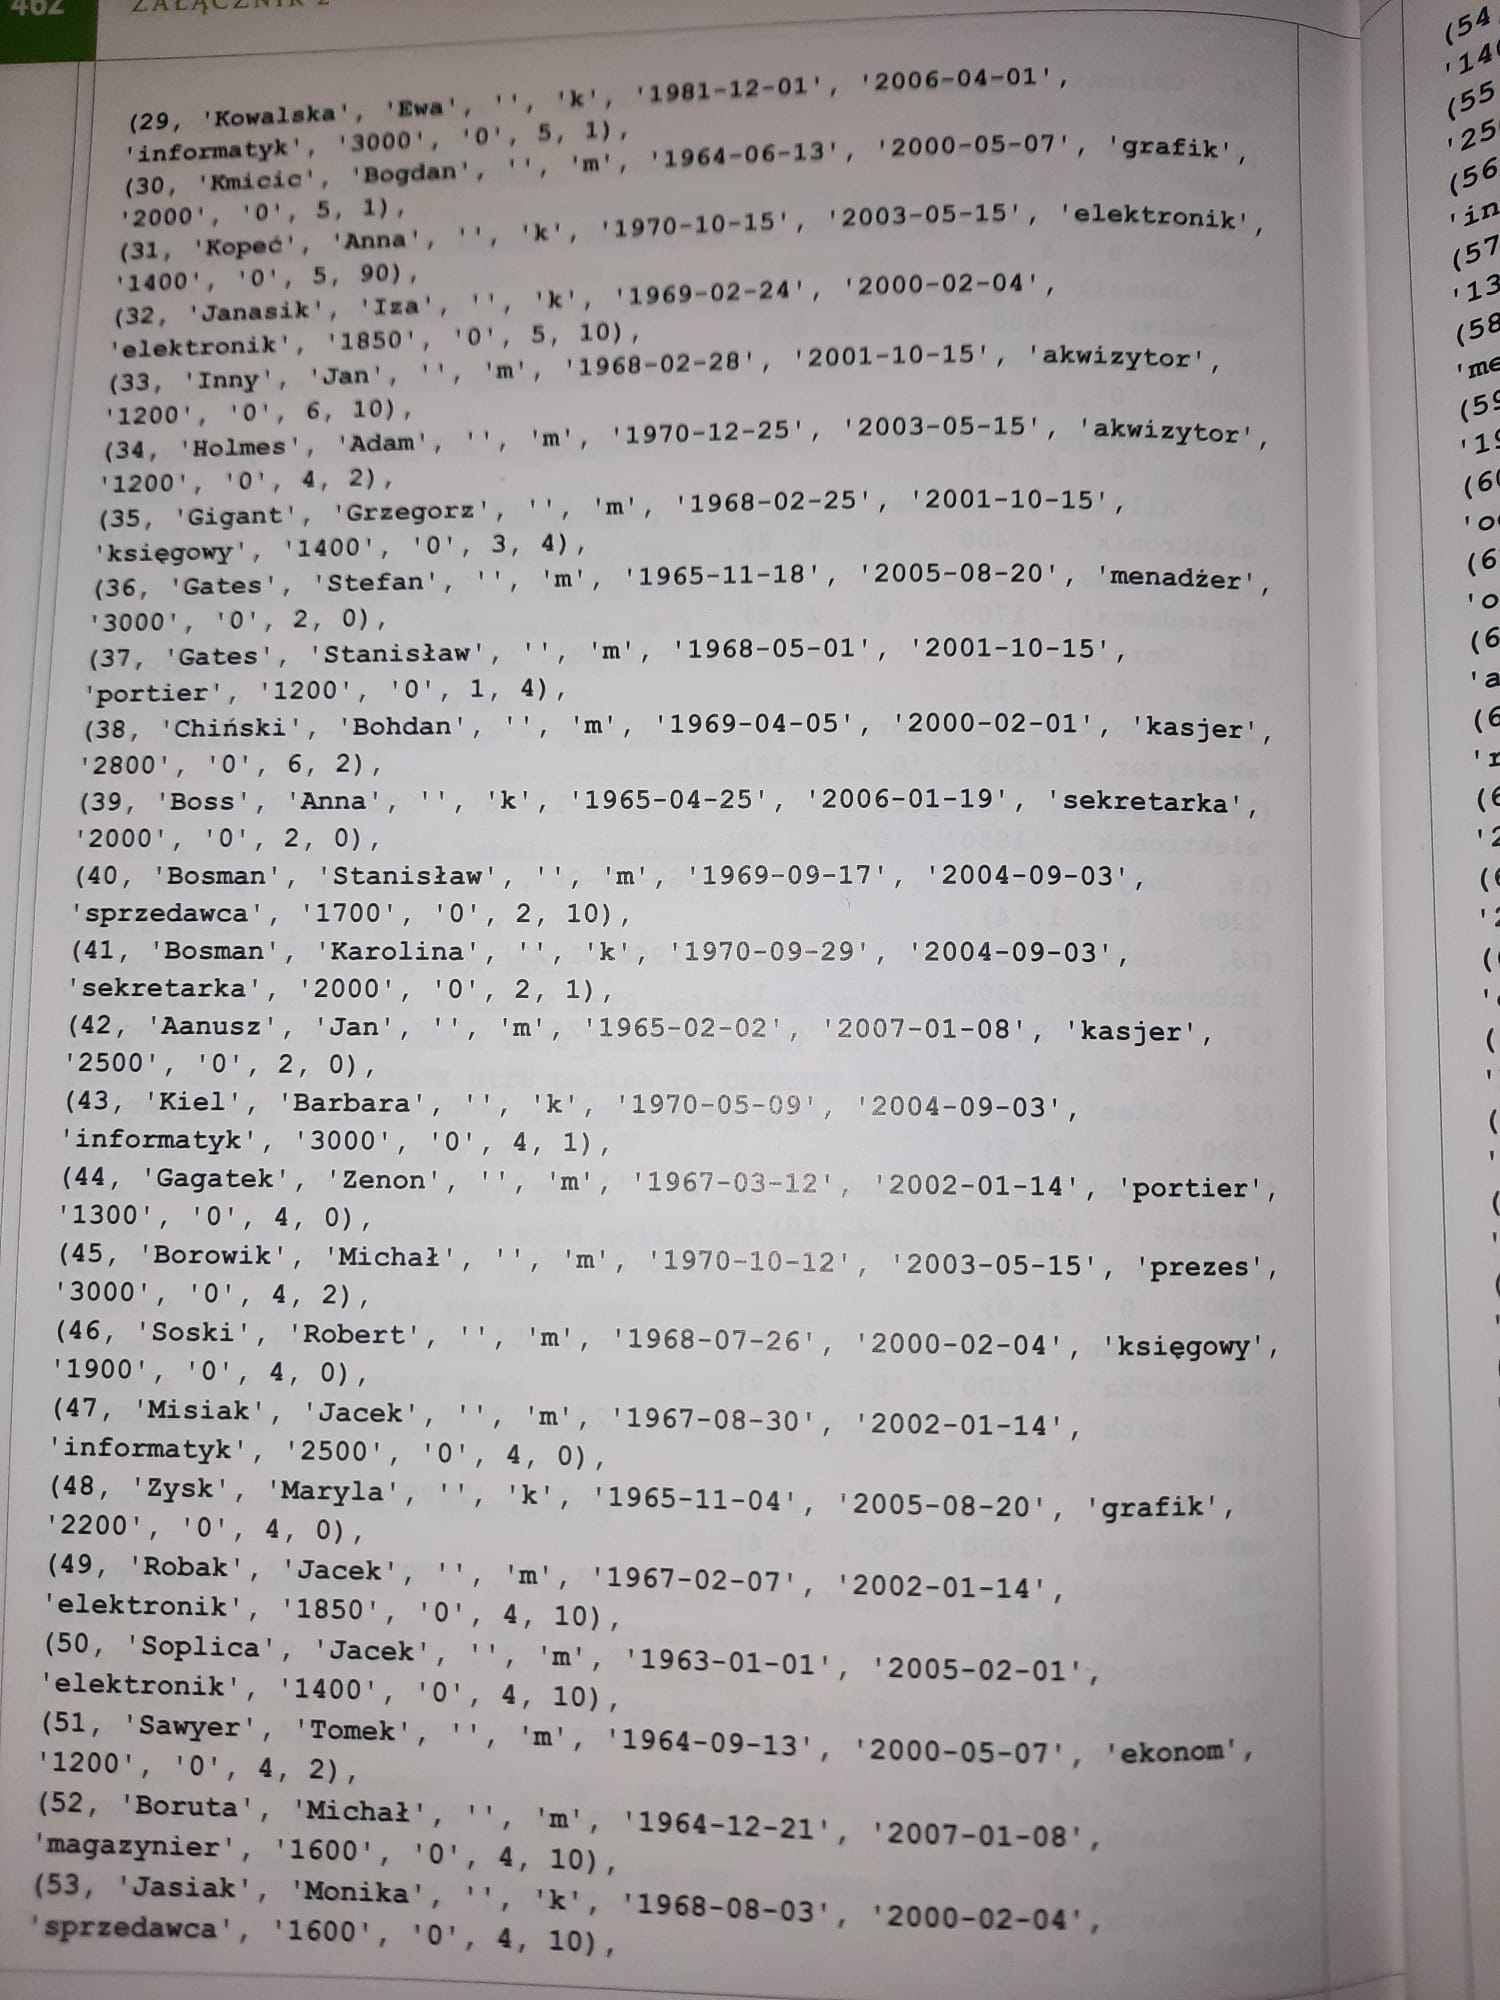 462
ZAŁĄCZNIK 2
(29, 'Kowalska', 'Ewa', '', 'k', '1981-12-01', '2006-04-01',
'informatyk', '3000', '0', 5, 1),
(30, 'Kmicic', 'Bogdan', '', 'm', '1964-06-13', '2000-05-07', 'grafik',
'2000', '0', 5, 1),
(31, 'Kopeć', 'Anna', '', 'k', '1970-10-15', '2003-05-15', 'elektronik',
'1400', '0', 5, 90),
(32, 'Janasik', 'Iza', '', 'k', '1969-02-24', '2000-02-04',
'elektronik', '1850', '0', 5, 10),
(33, 'Inny', 'Jan', '', 'm', '1968-02-28', '2001-10-15', 'akwizytor',
'1200', '0', 6, 10),
(34, 'Holmes', 'Adam', '', 'm', '1970-12-25', '2003-05-15', 'akwizytor',
'1200', '0', 4, 2),
(35, 'Gigant', 'Grzegorz', '', 'm', '1968-02-25', '2001-10-15',
'księgowy', '1400', '0', 3, 4),
(36, 'Gates', 'Stefan', '', 'm', '1965-11-18', '2005-08-20', 'menadżer',
'3000', '0', 2, 0),
(37, 'Gates', 'Stanisław', '', 'm', '1968-05-01', '2001-10-15',
'portier', '1200', '0', 1, 4),
(38, 'Chiński', 'Bohdan', '', 'm', '1969-04-05', '2000-02-01', 'kasjer',
'2800', '0', 6, 2),
(39, 'Boss', 'Anna', '', 'k', '1965-04-25', '2006-01-19', 'sekretarka',
'2000', '0', 2, 0),
(40, 'Bosman', 'Stanisław', '', 'm', '1969-09-17', '2004-09-03',
'sprzedawca', '1700', '0', 2, 10),
(41, 'Bosman', 'Karolina', '', 'k', '1970-09-29', '2004-09-03',
'sekretarka', '2000', '0', 2, 1),
(42, 'Aanusz', 'Jan', '', 'm', '1965-02-02', '2007-01-08', 'kasjer',
'2500', '0', 2, 0),
(43, 'Kiel', 'Barbara', '', 'k', '1970-05-09', '2004-09-03',
'informatyk', '3000', '0', 4, 1),
(44, 'Gagatek', 'Zenon', '', 'm', '1967-03-12', '2002-01-14', 'portier',
'1300', '0', 4, 0),
(45, 'Borowik', 'Michał', '', 'm', '1970-10-12', '2003-05-15', 'prezes',
'3000', '0', 4, 2),
(46, 'Soski', 'Robert', '', 'm', '1968-07-26', '2000-02-04', 'księgowy',
'1900', '0', 4, 0),
(47, 'Misiak', 'Jacek', '', 'm', '1967-08-30', '2002-01-14',
'informatyk', '2500', '0', 4, 0),
(48, 'Zysk', 'Maryla', '', 'k', '1965-11-04', '2005-08-20', 'grafik',
'2200', '0', 4, 0),
(49, 'Robak', 'Jacek', '', 'm', '1967-02-07', '2002-01-14',
'elektronik', '1850', '0', 4, 10),
(50, 'Soplica', 'Jacek', '', 'm', '1963-01-01', '2005-02-01',
'elektronik', '1400', '0', 4, 10),
(51, 'Sawyer', 'Tomek', '', 'm', '1964-09-13', '2000-05-07', 'ekonom',
'1200', '0', 4, 2),
(52, 'Boruta', 'Michał', '', 'm', '1964-12-21', '2007-01-08',
'magazynier', '1600', '0', 4, 10),
(53, 'Jasiak', 'Monika', '', 'k', '1968-08-03', '2000-02-04',
'sprzedawca', '1600', '0', 4, 10),